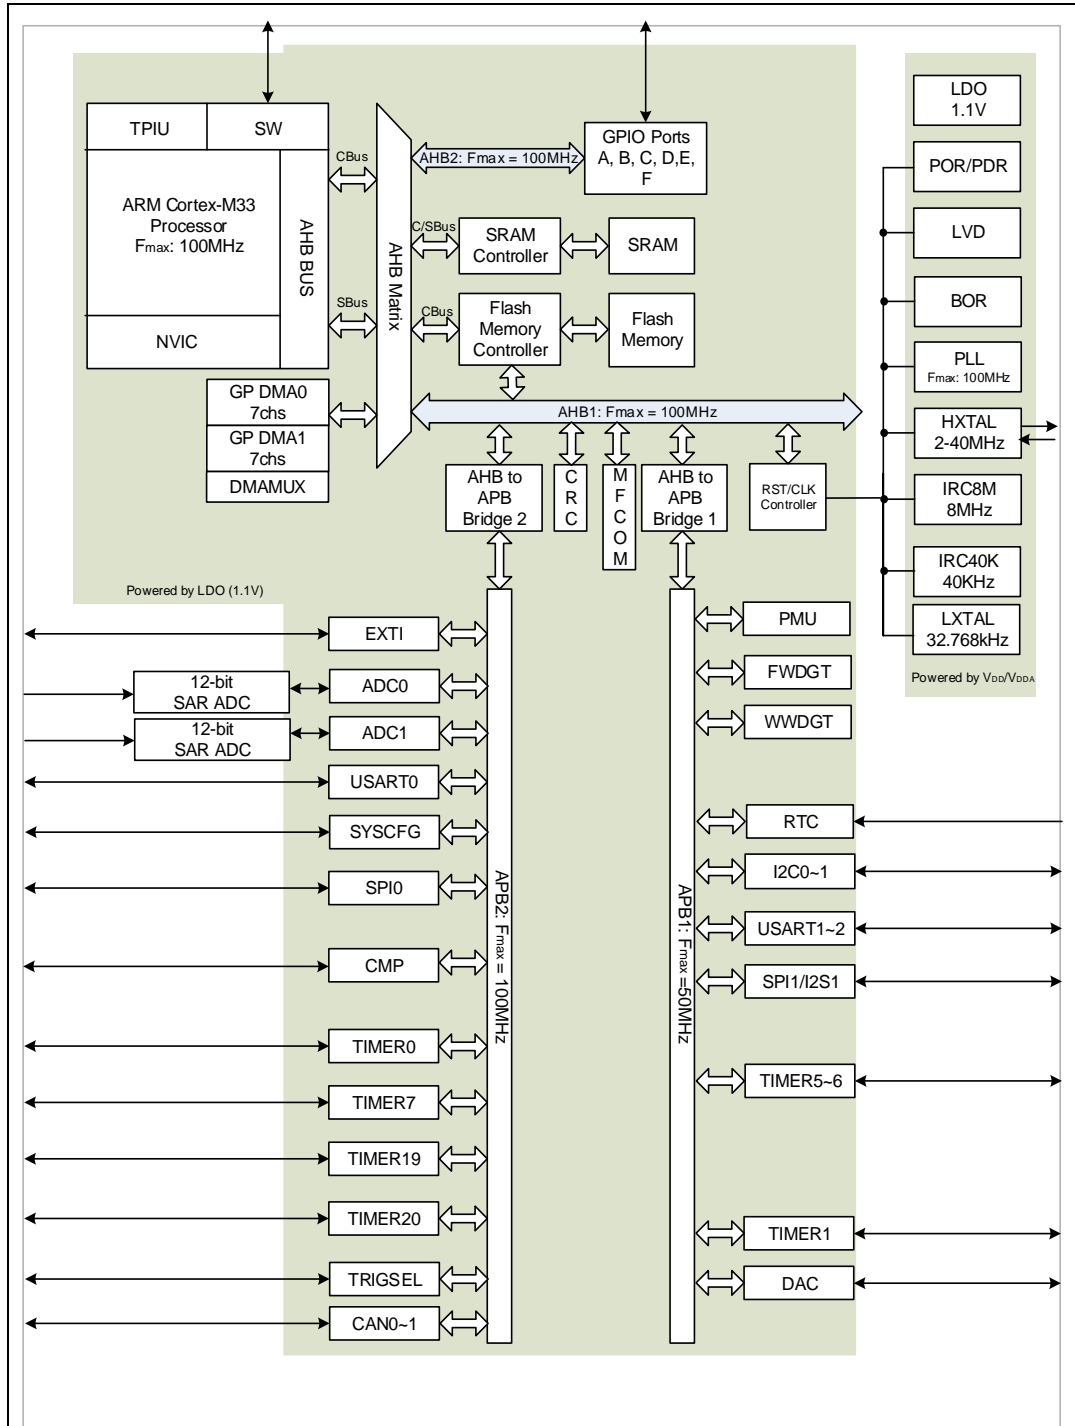 TPIU
SW
ARM Cortex-M33
Processor
Fmax: 100MHz
AHB BUS
NVIC
GP DMA0
7chs
GP DMA1
7chs
DMAMUX
CBus
SBus
AHB Matrix
AHB2: Fmax = 100MHz
GPIO Ports
A, B, C, D,E,
F
C/SBus
SRAM
Controller
SRAM
CBus
Flash
Memory
Controller
Flash
Memory
AHB1: Fmax = 100MHz
AHB to
APB
Bridge 2
CRC
MFCOM
AHB to
APB
Bridge 1
RST/CLK
Controller
Powered by LDO (1.1V)
LDO
1.1V
POR/PDR
LVD
BOR
PLL
Fmax: 100MHz
HXTAL
2-40MHz
IRC8M
8MHz
IRC40K
40KHz
LXTAL
32.768kHz
Powered by VDD/VDDA
EXTI
12-bit
SAR ADC
ADC0
12-bit
SAR ADC
ADC1
USART0
SYSCFG
SPI0
CMP
TIMER0
TIMER7
TIMER19
TIMER20
TRIGSEL
CAN0~1
APB2: Fmax = 100MHz
APB1: Fmax =50MHz
PMU
FWDGT
WWDGT
RTC
I2C0~1
USART1~2
SPI1/I2S1
TIMER5~6
TIMER1
DAC